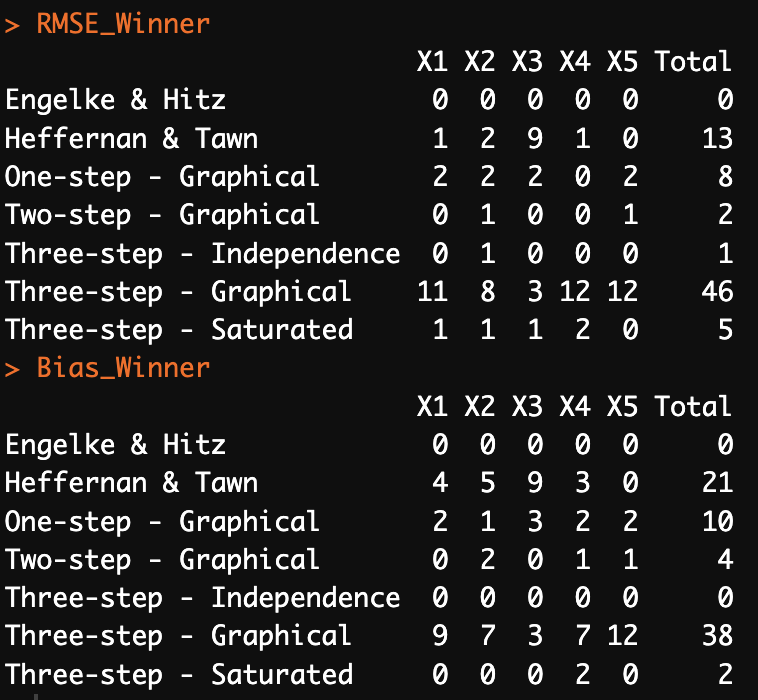 > RMSE_Winner
                          X1 X2 X3 X4 X5 Total
Engelke & Hitz             0  0  0  0  0     0
Heffernan & Tawn           1  2  9  1  0    13
One-step - Graphical       2  2  2  0  2     8
Two-step - Graphical       0  1  0  0  1     2
Three-step - Independence  0  1  0  0  0     1
Three-step - Graphical    11  8  3 12 12    46
Three-step - Saturated     1  1  1  2  0     5
> Bias_Winner
                          X1 X2 X3 X4 X5 Total
Engelke & Hitz             0  0  0  0  0     0
Heffernan & Tawn           4  5  9  3  0    21
One-step - Graphical       2  1  3  2  2    10
Two-step - Graphical       0  2  0  1  1     4
Three-step - Independence  0  0  0  0  0     0
Three-step - Graphical     9  7  3  7 12    38
Three-step - Saturated     0  0  0  2  0     2